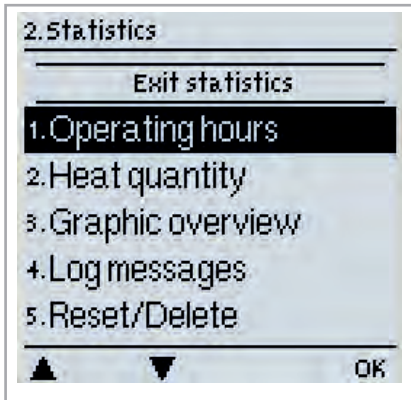 2.Statistics
Exit statistics
1.Operating hours
2.Heat quantity
3.Graphic overview
4.Log messages
5.Reset/Delete
▲ ▼ OK